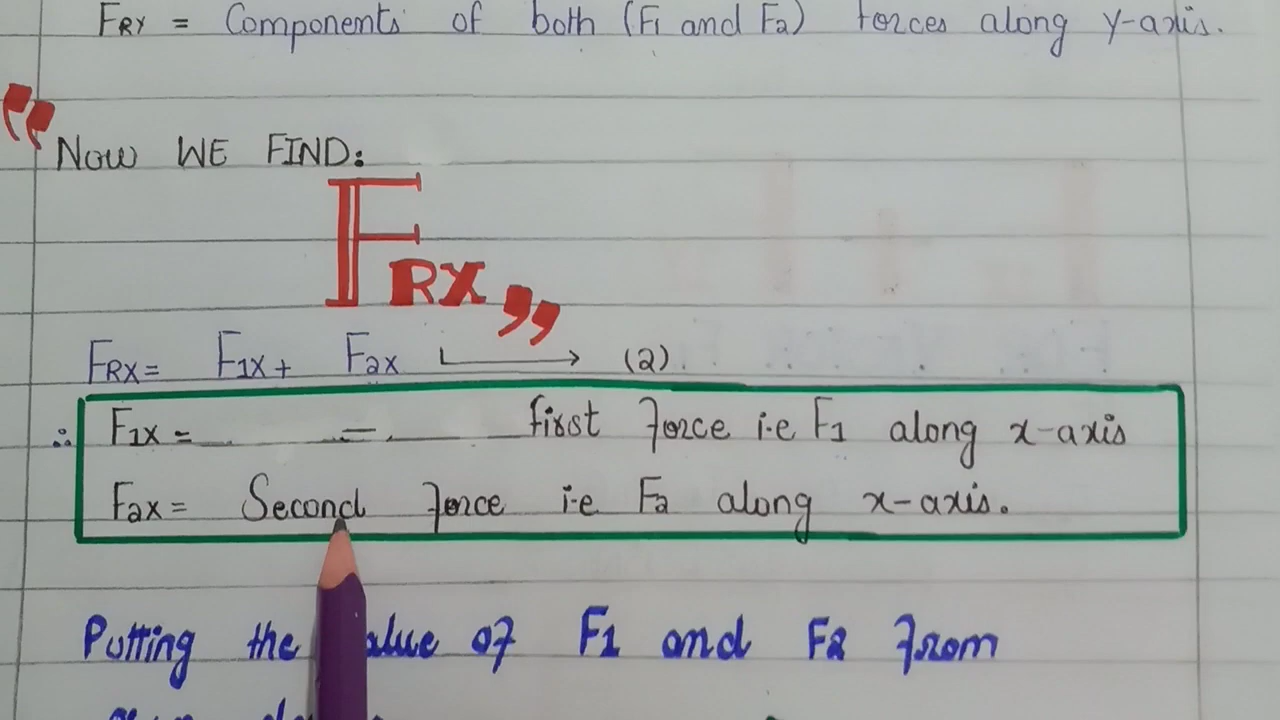 FRY = Components of both (F1 and F2) forces along y-axis.
“NOW WE FIND:
FRX”
FRX= F1X+ F2X (2)
∴ F1X = — first force i.e F1 along x-axis
F2X = Second force i-e F2 along x-axis.
Putting the value of F1 and F2 from